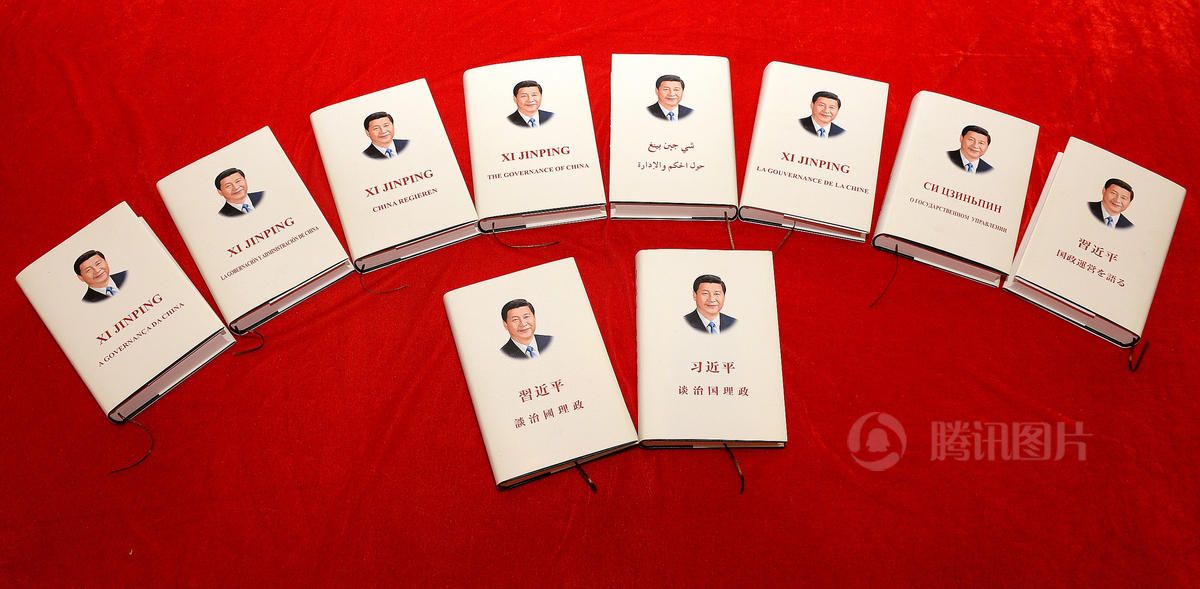 XI JINPING
A GOVERNANÇA DA CHINA
XI JINPING
LA GOBERNACIÓN Y ADMINISTRACIÓN DE CHINA
XI JINPING
CHINA REGIEREN
XI JINPING
THE GOVERNANCE OF CHINA
شي جين بينغ
حول الحكم والإدارة
XI JINPING
LA GOUVERNANCE DE LA CHINE
СИ ЦЗИНЬПИН
О ГОСУДАРСТВЕННОМ УПРАВЛЕНИИ
習近平
国政運営を語る
習近平
談治國理政
习近平
谈治国理政
腾讯图片